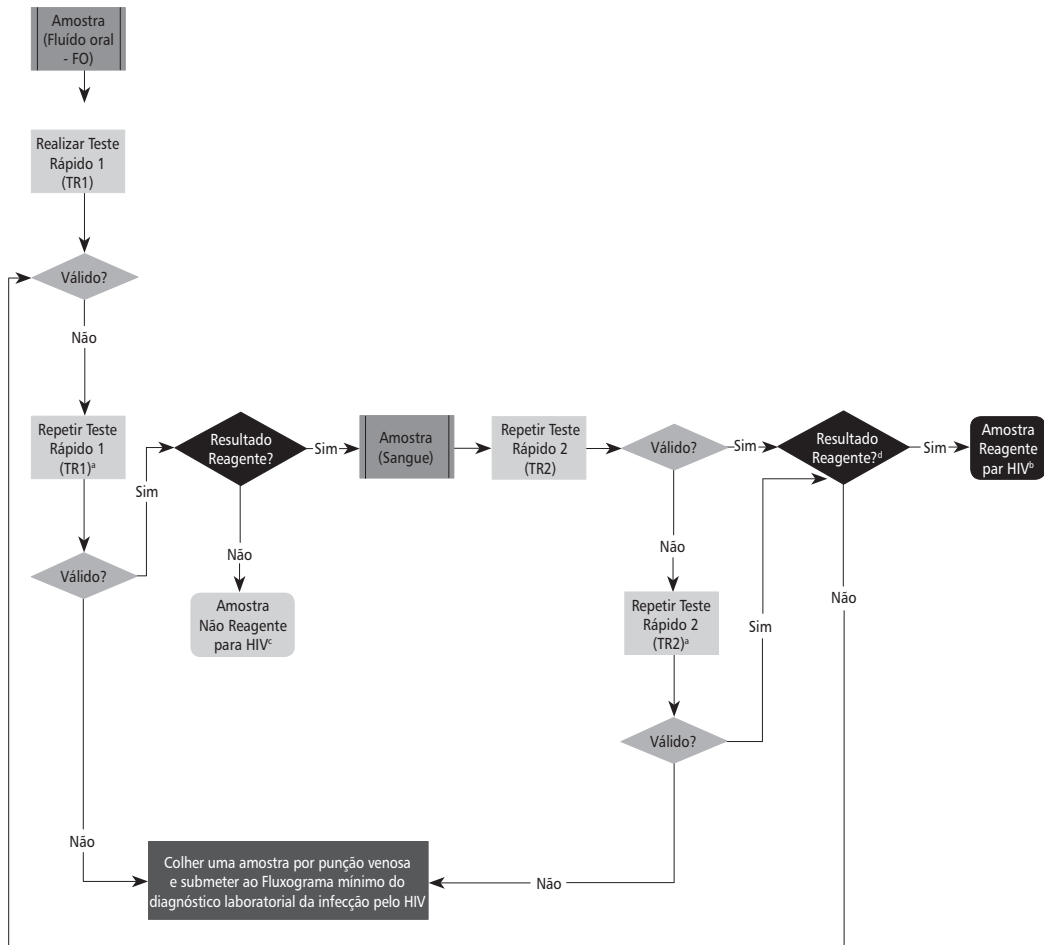 Amostra
(Fluído oral
- FO)
Realizar Teste
Rápido 1
(TR1)
Válido?
Não
Repetir Teste
Rápido 1
(TR1)ª
Sim
Válido?
Não
Resultado
Reagente?
Sim
Não
Amostra
Não Reagente
para HIVᶜ
Amostra
(Sangue)
Repetir Teste
Rápido 2
(TR2)
Válido?
Sim
Não
Repetir Teste
Rápido 2
(TR2)ª
Válido?
Sim
Não
Resultado
Reagente?ᵈ
Sim
Não
Amostra
Reagente
par HIVᵇ
Colher uma amostra por punção venosa
e submeter ao Fluxograma mínimo do
diagnóstico laboratorial da infecção pelo HIV